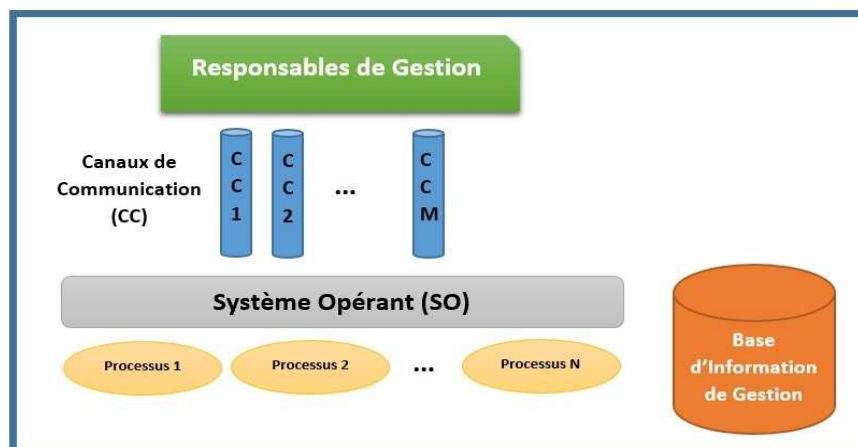 Responsables de Gestion
Canaux de
Communication
(CC)
C
C
1
C
C
2
...
C
C
M
Système Opérant (SO)
Processus 1
Processus 2
...
Processus N
Base
d'Information
de Gestion